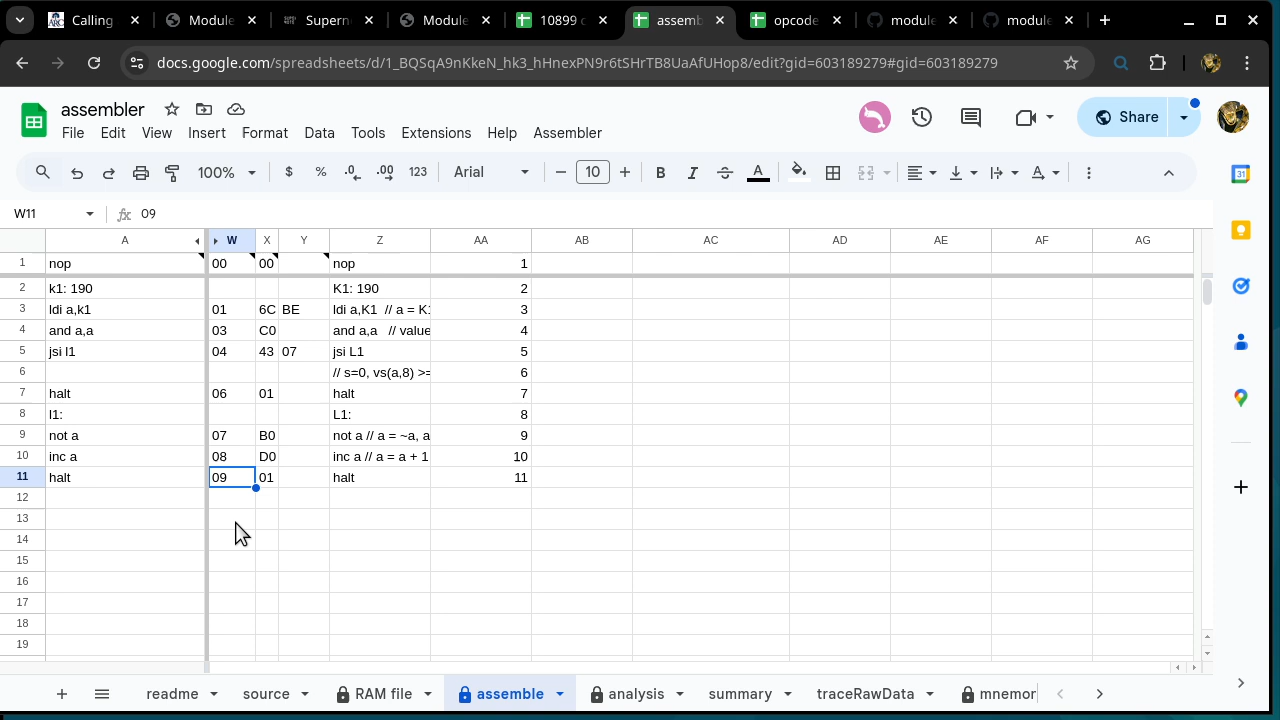 Calling
Module
Supern
Module
10899 c
assemb
opcode
module
module
docs.google.com/spreadsheets/d/1_BQSqA9nKkeN_hk3_hHnexPN9r6tSHrTB8UaAfUHop8/edit?gid=603189279#gid=603189279
assembler
File Edit View Insert Format Data Tools Extensions Help Assembler
Share
100% $ % .0 .00 123 Arial 10 B I S A
W11 fx 09
A W X Y Z AA AB AC AD AE AF AG
1 nop 00 00 nop 1
2 k1: 190 K1: 190 2
3 ldi a,k1 01 6C BE ldi a,K1 // a = K1 3
4 and a,a 03 C0 and a,a // value 4
5 jsi l1 04 43 07 jsi L1 5
6 // s=0, vs(a,8) >= 6
7 halt 06 01 halt 7
8 l1: L1: 8
9 not a 07 B0 not a // a = ~a, a 9
10 inc a 08 D0 inc a // a = a + 1 10
11 halt 09 01 halt 11
12
13
14
15
16
17
18
19
readme source RAM file assemble analysis summary traceRawData mnemor